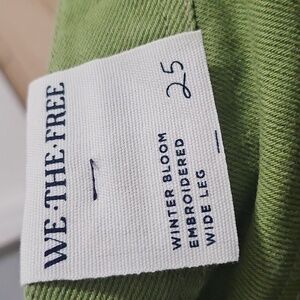 WE·THE·FREE
WINTER BLOOM
EMBROIDERED
WIDE LEG
25